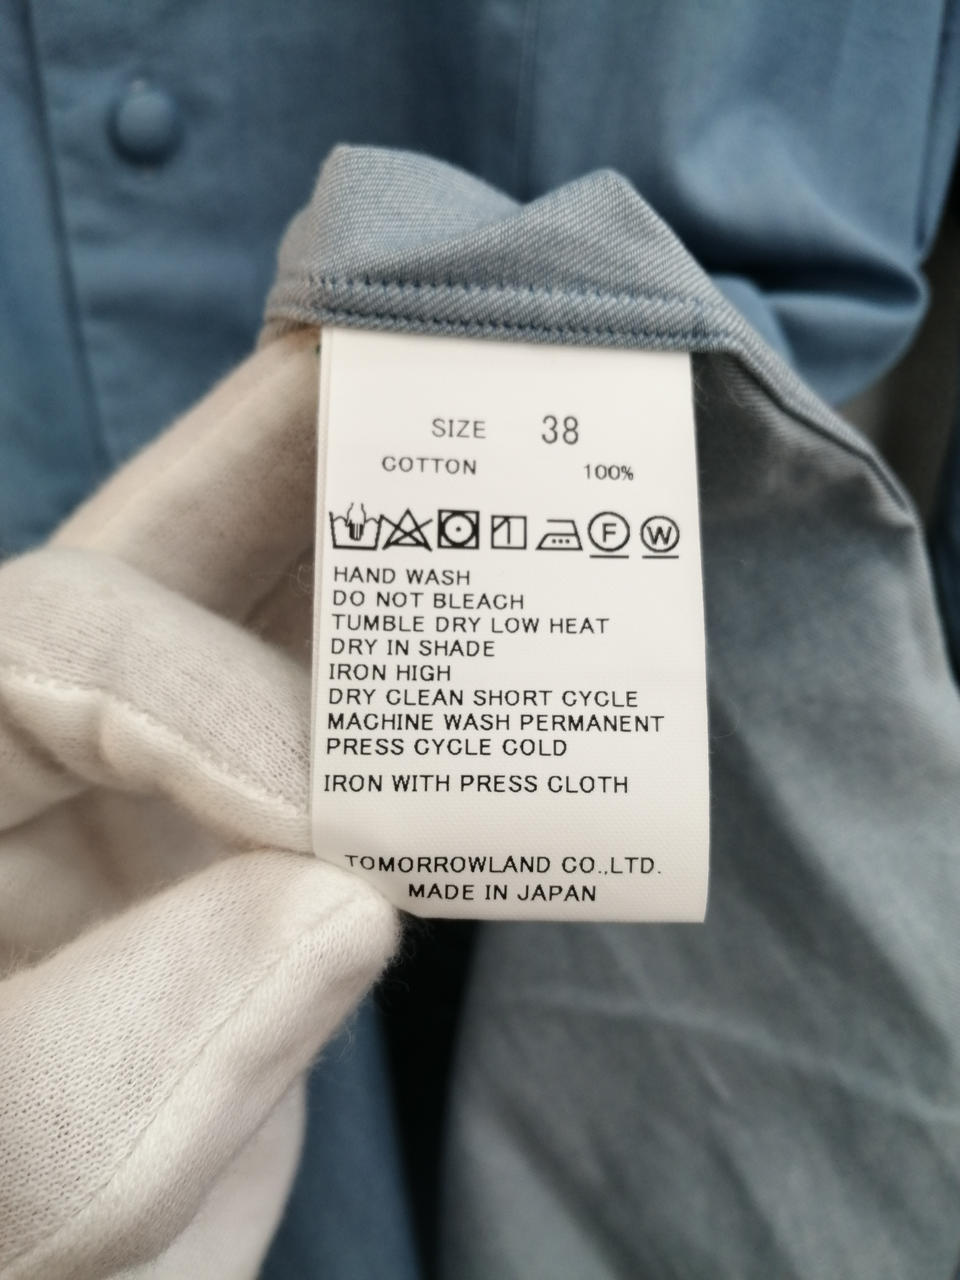 SIZE 38
COTTON 100%
F W
HAND WASH
DO NOT BLEACH
TUMBLE DRY LOW HEAT
DRY IN SHADE
IRON HIGH
DRY CLEAN SHORT CYCLE
MACHINE WASH PERMANENT
PRESS CYCLE COLD
IRON WITH PRESS CLOTH
TOMORROWLAND CO.,LTD.
MADE IN JAPAN